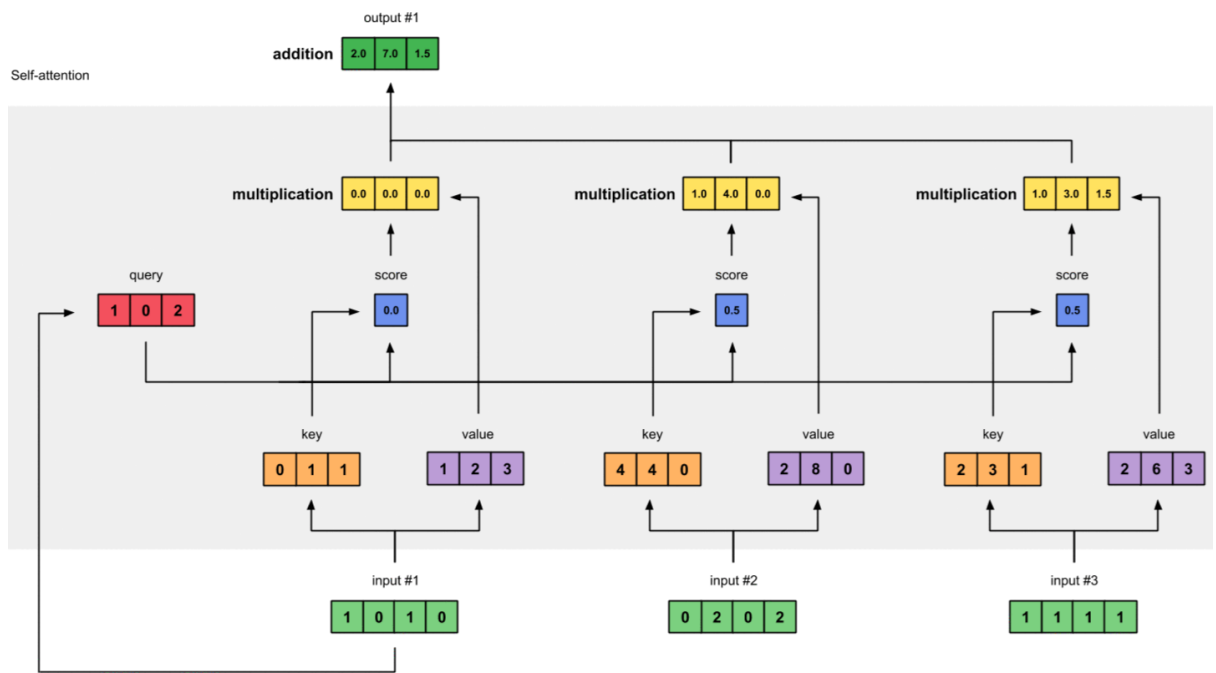 output #1
addition 2.0 7.0 1.5
Self-attention
multiplication 0.0 0.0 0.0 multiplication 1.0 4.0 0.0 multiplication 1.0 3.0 1.5
query score score score
1 0 2 0.0 0.5 0.5
key value key value key value
0 1 1 1 2 3 4 4 0 2 8 0 2 3 1 2 6 3
input #1 input #2 input #3
1 0 1 0 0 2 0 2 1 1 1 1